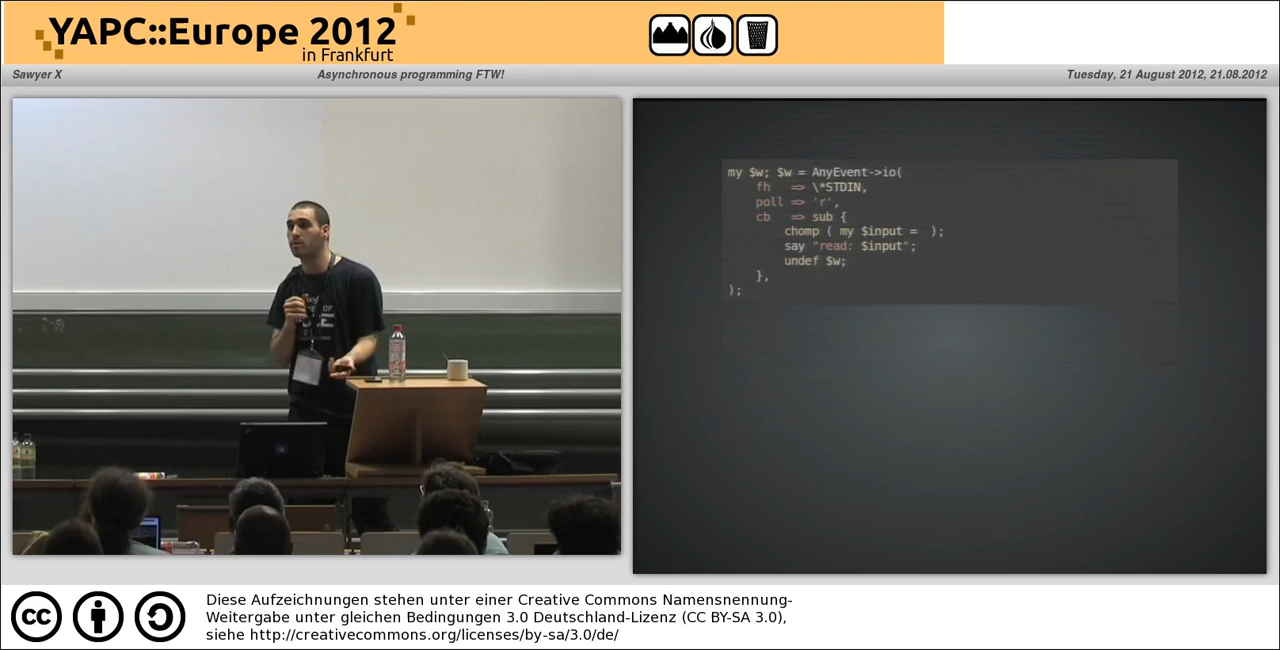 YAPC::Europe 2012
in Frankfurt
Sawyer X
Asynchronous programming FTW!
Tuesday, 21 August 2012, 21.08.2012
my $w; $w = AnyEvent->io(
    fh   => \*STDIN,
    poll => 'r',
    cb   => sub {
        chomp ( my $input =  );
        say "read: $input";
        undef $w;
    },
);
cc
Diese Aufzeichnungen stehen unter einer Creative Commons Namensnennung-
Weitergabe unter gleichen Bedingungen 3.0 Deutschland-Lizenz (CC BY-SA 3.0),
siehe http://creativecommons.org/licenses/by-sa/3.0/de/